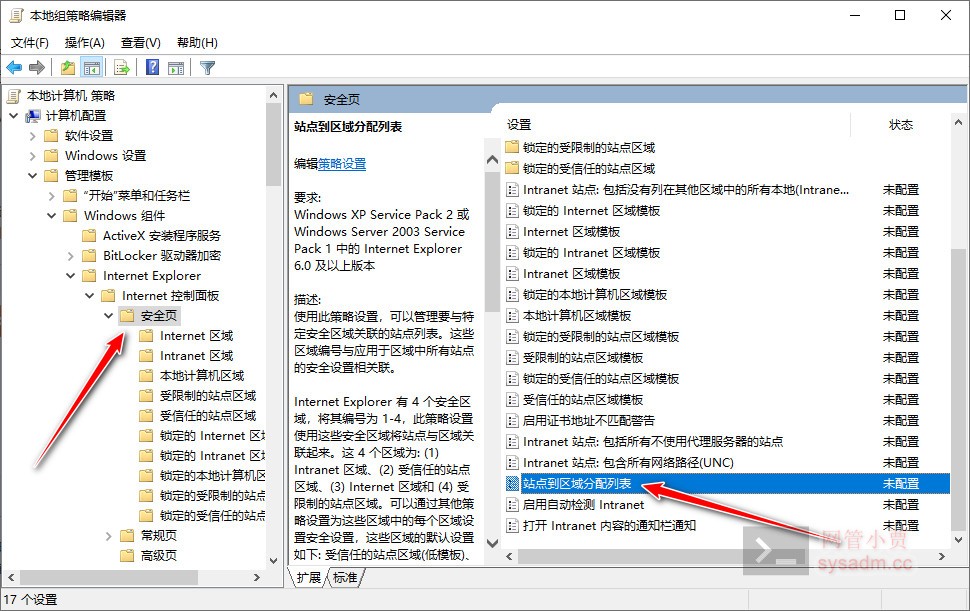 本地组策略编辑器
文件(F) 操作(A) 查看(V) 帮助(H)
本地计算机 策略
计算机配置
软件设置
Windows 设置
管理模板
“开始”菜单和任务栏
Windows 组件
ActiveX 安装程序服务
BitLocker 驱动器加密
Internet Explorer
Internet 控制面板
安全页
Internet 区域
Intranet 区域
本地计算机区域
受限制的站点区域
受信任的站点区域
锁定的 Internet 区域
锁定的 Intranet 区域
锁定的本地计算机区
锁定的受限制的站点
锁定的受信任的站点
常规页
高级页
安全页
站点到区域分配列表
编辑策略设置
要求:
Windows XP Service Pack 2 或
Windows Server 2003 Service
Pack 1 中的 Internet Explorer
6.0 及以上版本
描述:
使用此策略设置，可以管理要与特
定安全区域关联的站点列表。这些
区域编号与应用于区域中所有站点
的安全设置相关联。
Internet Explorer 有 4 个安全区
域，将其编号为 1-4，此策略设置
使用这些安全区域将站点与区域关
联起来。这 4 个区域为: (1)
Intranet 区域、(2) 受信任的站点
区域、(3) Internet 区域和 (4) 受
限制的站点区域。可以通过其他策
略设置为这些区域中的每个区域设
置安全设置，这些区域的默认设置
如下: 受信任的站点区域(低模板)、
设置 状态
锁定的受限制的站点区域
锁定的受信任的站点区域
Intranet 站点: 包括没有列在其他区域中的所有本地(Intrane... 未配置
锁定的 Internet 区域模板 未配置
Internet 区域模板 未配置
锁定的 Intranet 区域模板 未配置
Intranet 区域模板 未配置
锁定的本地计算机区域模板 未配置
本地计算机区域模板 未配置
锁定的受限制的站点区域模板 未配置
受限制的站点区域模板 未配置
锁定的受信任的站点区域模板 未配置
受信任的站点区域模板 未配置
启用证书地址不匹配警告 未配置
Intranet 站点: 包括所有不使用代理服务器的站点 未配置
Intranet 站点: 包含所有网络路径(UNC) 未配置
站点到区域分配列表 未配置
启用自动检测 Intranet 未配置
打开 Intranet 内容的通知栏通知 未配置
扩展 标准
17 个设置
网管小贾
sysadm.cc